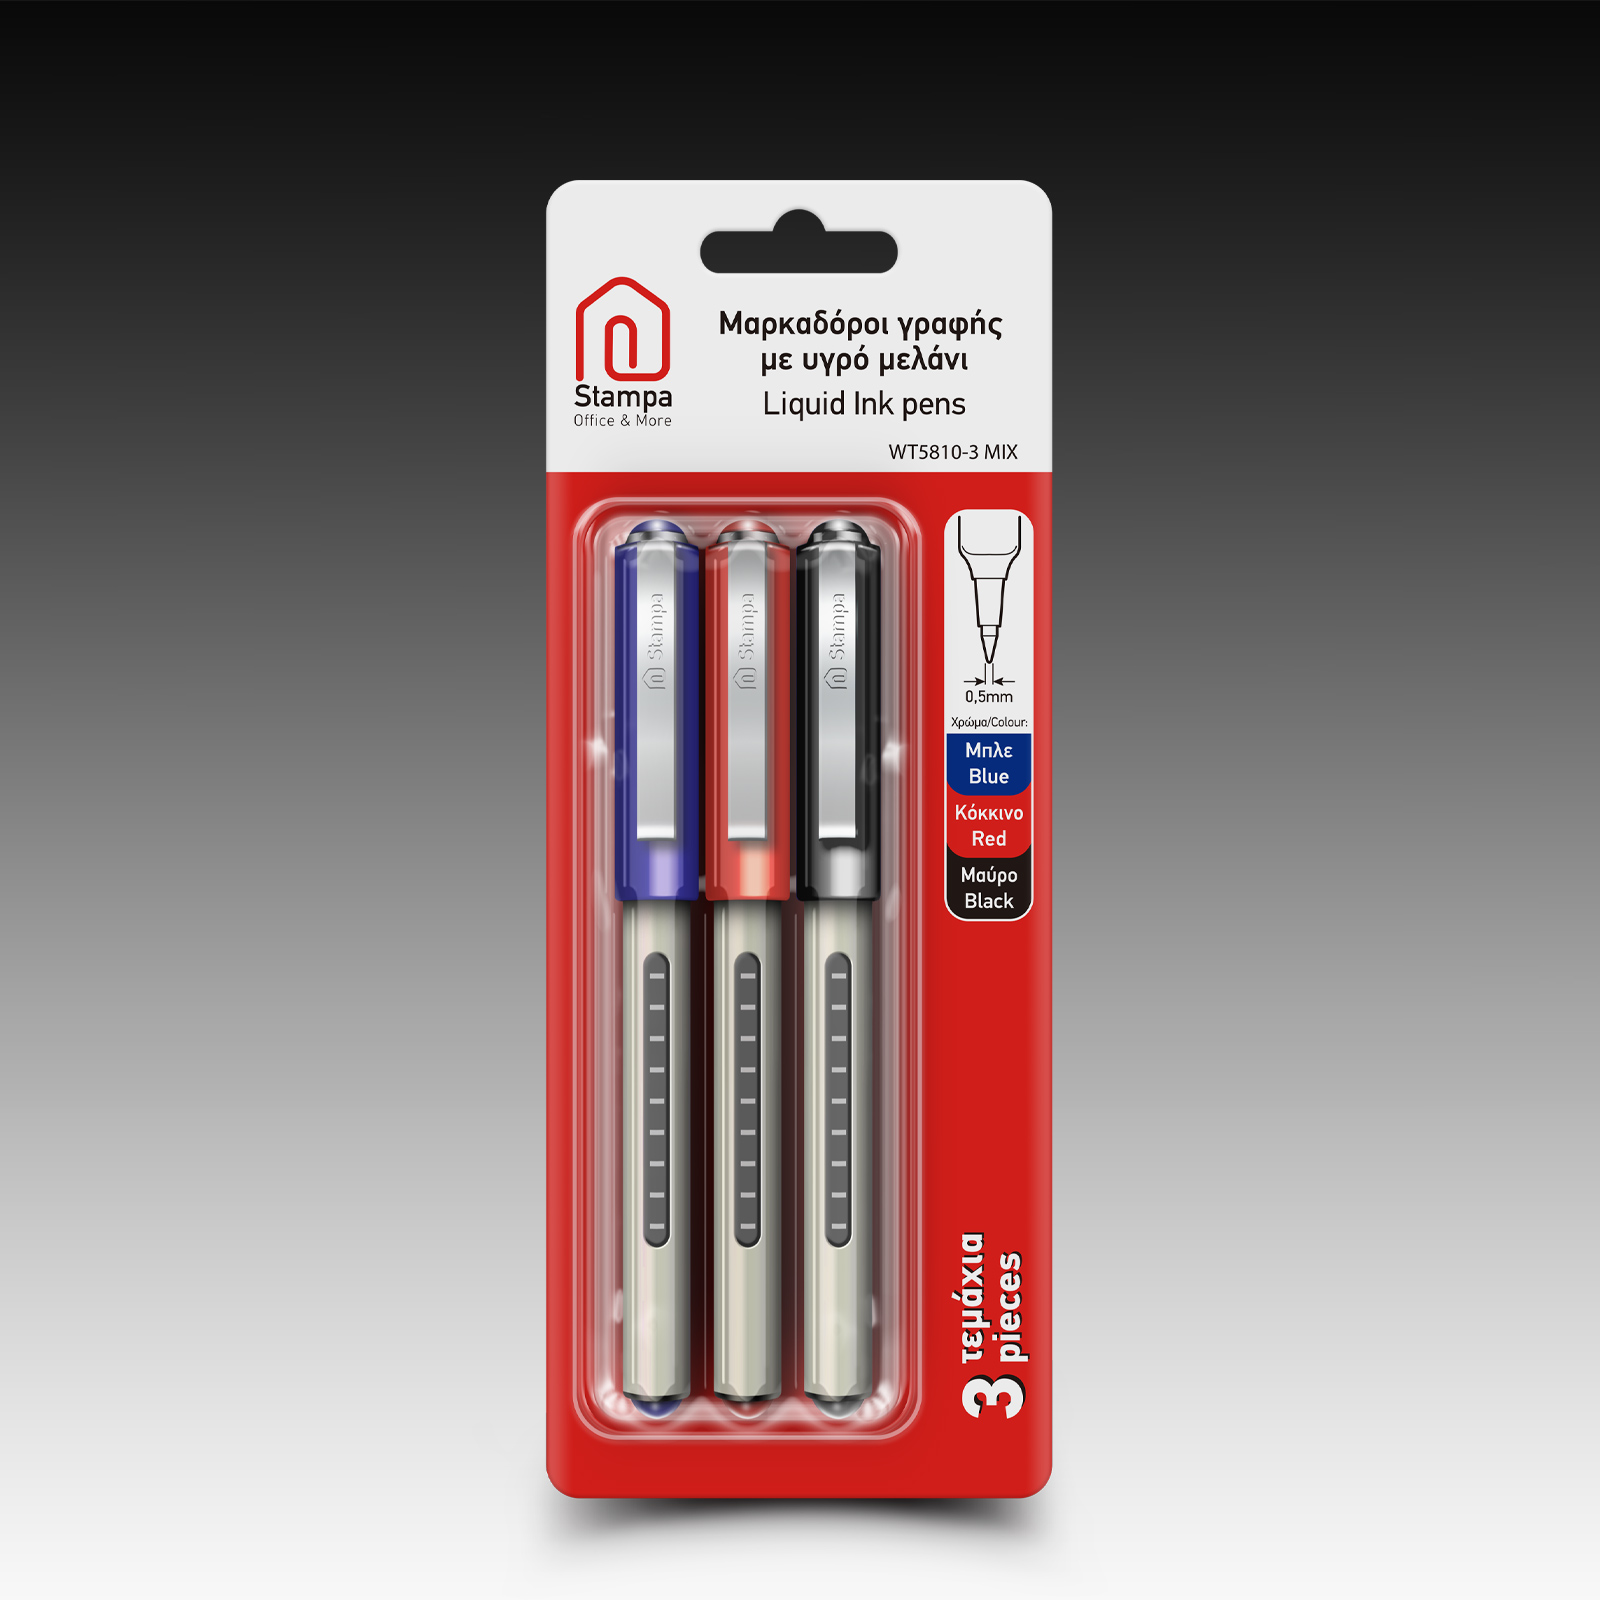 Stampa
Office & More
Μαρκαδόροι γραφής
με υγρό μελάνι
Liquid Ink pens
WT5810-3 MIX
Stampa
Stampa
Stampa
0,5mm
Χρώμα/Colour:
Μπλε
Blue
Κόκκινο
Red
Μαύρο
Black
3 τεμάχια
pieces